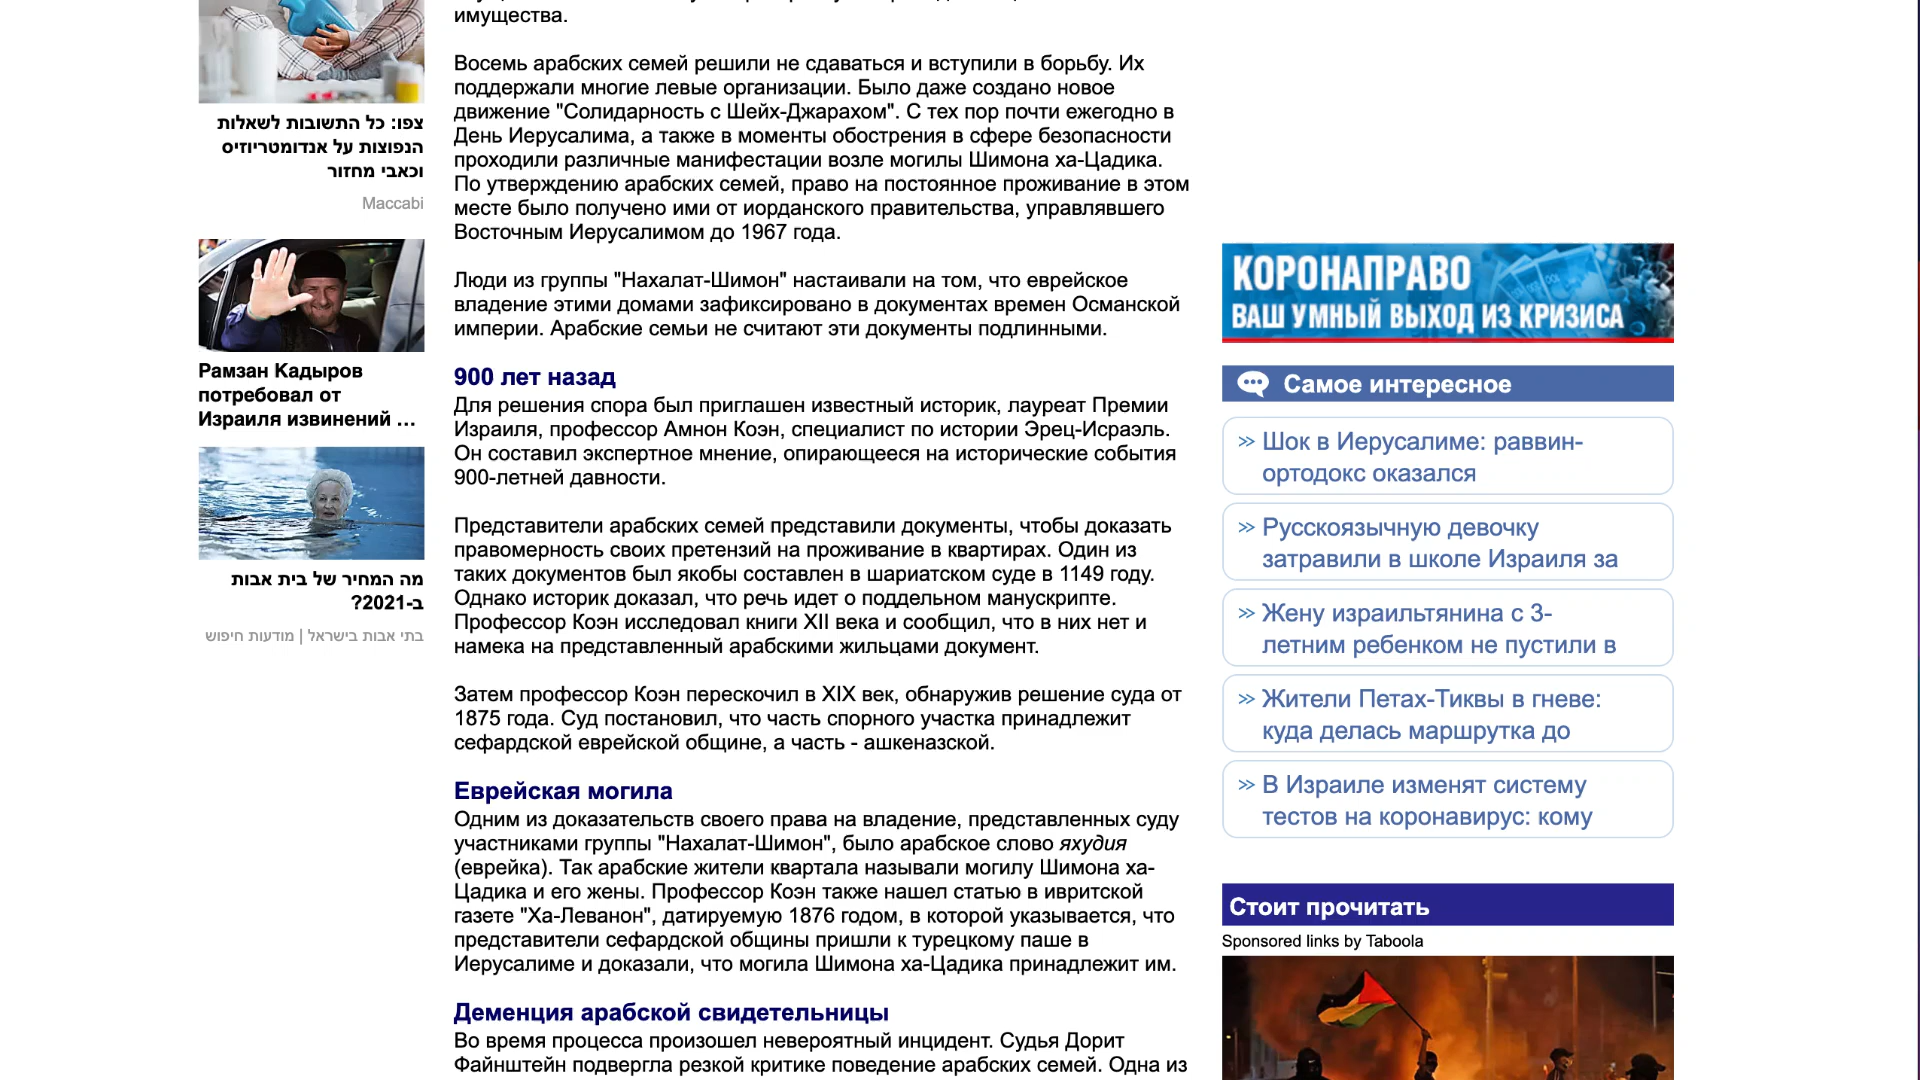 צפו: כל התשובות לשאלות
הנפוצות על אנדומטריוזיס
וכאבי מחזור
Maccabi
Рамзан Кадыров
потребовал от
Израиля извинений …
מה המחיר של בית אבות
ב-2021?
בתי אבות בישראל | מודעות חיפוש
имущества.
Восемь арабских семей решили не сдаваться и вступили в борьбу. Их
поддержали многие левые организации. Было даже создано новое
движение "Солидарность с Шейх-Джарахом". С тех пор почти ежегодно в
День Иерусалима, а также в моменты обострения в сфере безопасности
проходили различные манифестации возле могилы Шимона ха-Цадика.
По утверждению арабских семей, право на постоянное проживание в этом
месте было получено ими от иорданского правительства, управлявшего
Восточным Иерусалимом до 1967 года.
Люди из группы "Нахалат-Шимон" настаивали на том, что еврейское
владение этими домами зафиксировано в документах времен Османской
империи. Арабские семьи не считают эти документы подлинными.
900 лет назад
Для решения спора был приглашен известный историк, лауреат Премии
Израиля, профессор Амнон Коэн, специалист по истории Эрец-Исраэль.
Он составил экспертное мнение, опирающееся на исторические события
900-летней давности.
Представители арабских семей представили документы, чтобы доказать
правомерность своих претензий на проживание в квартирах. Один из
таких документов был якобы составлен в шариатском суде в 1149 году.
Однако историк доказал, что речь идет о поддельном манускрипте.
Профессор Коэн исследовал книги XII века и сообщил, что в них нет и
намека на представленный арабскими жильцами документ.
Затем профессор Коэн перескочил в XIX век, обнаружив решение суда от
1875 года. Суд постановил, что часть спорного участка принадлежит
сефардской еврейской общине, а часть - ашкеназской.
Еврейская могила
Одним из доказательств своего права на владение, представленных суду
участниками группы "Нахалат-Шимон", было арабское слово яхудия
(еврейка). Так арабские жители квартала называли могилу Шимона ха-
Цадика и его жены. Профессор Коэн также нашел статью в ивритской
газете "Ха-Леванон", датируемую 1876 годом, в которой указывается, что
представители сефардской общины пришли к турецкому паше в
Иерусалиме и доказали, что могила Шимона ха-Цадика принадлежит им.
Деменция арабской свидетельницы
Во время процесса произошел невероятный инцидент. Судья Дорит
Файнштейн подвергла резкой критике поведение арабских семей. Одна из
КОРОНАПРАВО
ВАШ УМНЫЙ ВЫХОД ИЗ КРИЗИСА
Самое интересное
>> Шок в Иерусалиме: раввин-
ортодокс оказался
>> Русскоязычную девочку
затравили в школе Израиля за
>> Жену израильтянина с 3-
летним ребенком не пустили в
>> Жители Петах-Тиквы в гневе:
куда делась маршрутка до
>> В Израиле изменят систему
тестов на коронавирус: кому
Стоит прочитать
Sponsored links by Taboola